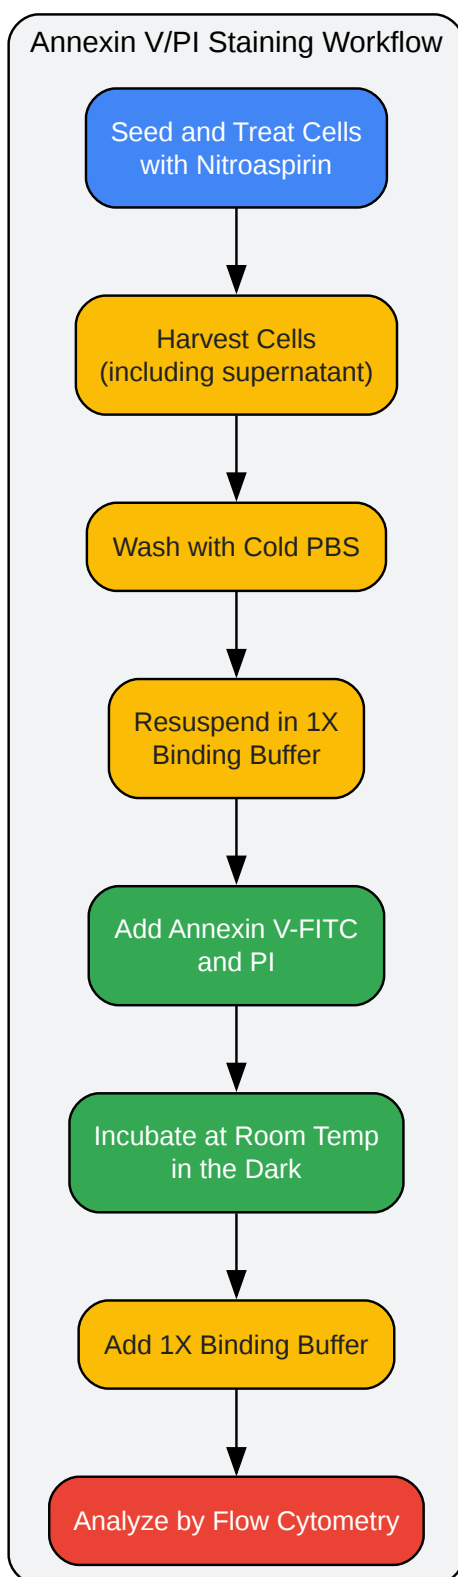 Annexin V/PI Staining Workflow
Seed and Treat Cells
with Nitroaspirin
Harvest Cells
(including supernatant)
Wash with Cold PBS
Resuspend in 1X
Binding Buffer
Add Annexin V-FITC
and PI
Incubate at Room Temp
in the Dark
Add 1X Binding Buffer
Analyze by Flow Cytometry